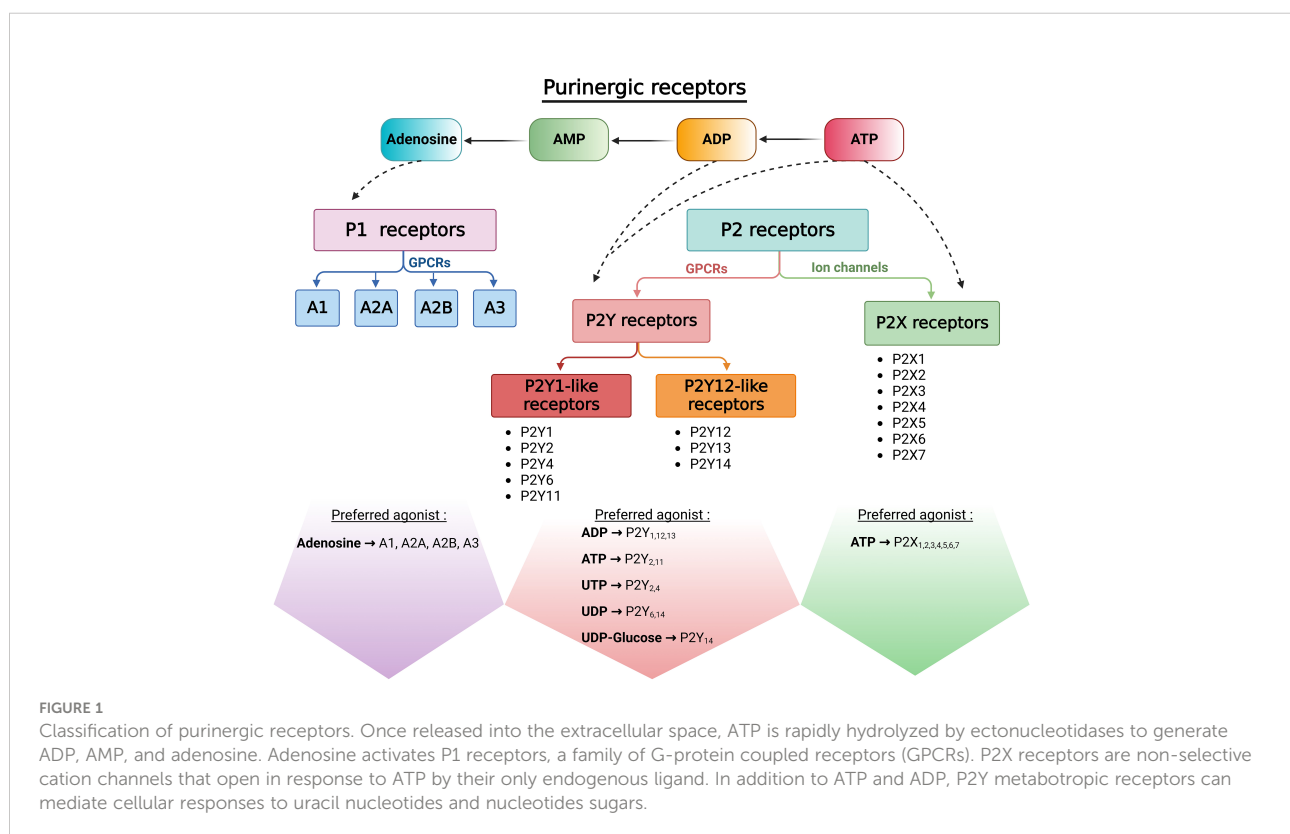 Purinergic receptors
Adenosine
AMP
ADP
ATP
P1 receptors
P2 receptors
GPCRs
GPCRs
Ion channels
A1
A2A
A2B
A3
P2Y receptors
P2X receptors
P2Y1-like
receptors
P2Y12-like
receptors
• P2Y1
• P2Y2
• P2Y4
• P2Y6
• P2Y11
• P2Y12
• P2Y13
• P2Y14
• P2X1
• P2X2
• P2X3
• P2X4
• P2X5
• P2X6
• P2X7
Preferred agonist :
Adenosine → A1, A2A, A2B, A3
Preferred agonist :
ADP → P2Y1,12,13
ATP → P2Y2,11
UTP → P2Y2,4
UDP → P2Y6,14
UDP-Glucose → P2Y14
Preferred agonist :
ATP → P2X1,2,3,4,5,6,7
FIGURE 1
Classification of purinergic receptors. Once released into the extracellular space, ATP is rapidly hydrolyzed by ectonucleotidases to generate
ADP, AMP, and adenosine. Adenosine activates P1 receptors, a family of G-protein coupled receptors (GPCRs). P2X receptors are non-selective
cation channels that open in response to ATP by their only endogenous ligand. In addition to ATP and ADP, P2Y metabotropic receptors can
mediate cellular responses to uracil nucleotides and nucleotides sugars.